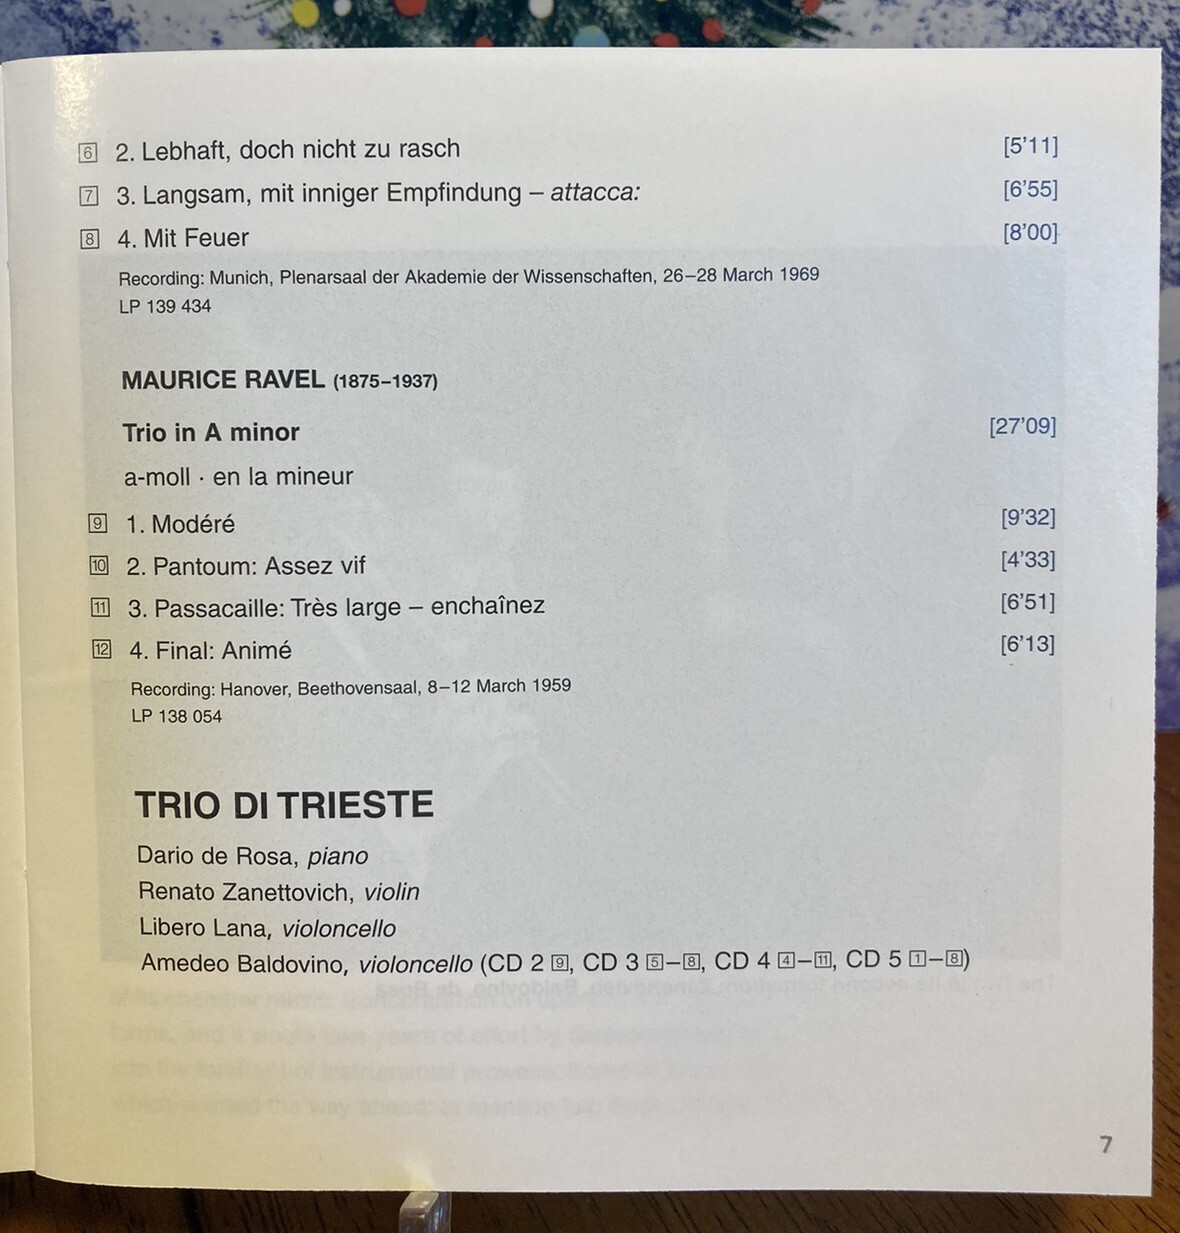 6 2. Lebhaft, doch nicht zu rasch [5'11]
7 3. Langsam, mit inniger Empfindung – attacca: [6'55]
8 4. Mit Feuer [8'00]
Recording: Munich, Plenarsaal der Akademie der Wissenschaften, 26–28 March 1969
LP 139 434
MAURICE RAVEL (1875–1937)
Trio in A minor [27'09]
a-moll · en la mineur
9 1. Modéré [9'32]
10 2. Pantoum: Assez vif [4'33]
11 3. Passacaille: Très large – enchaînez [6'51]
12 4. Final: Animé [6'13]
Recording: Hanover, Beethovensaal, 8–12 March 1959
LP 138 054
TRIO DI TRIESTE
Dario de Rosa, piano
Renato Zanettovich, violin
Libero Lana, violoncello
Amedeo Baldovino, violoncello (CD 2 9, CD 3 5–8, CD 4 4–11, CD 5 1–8)
7